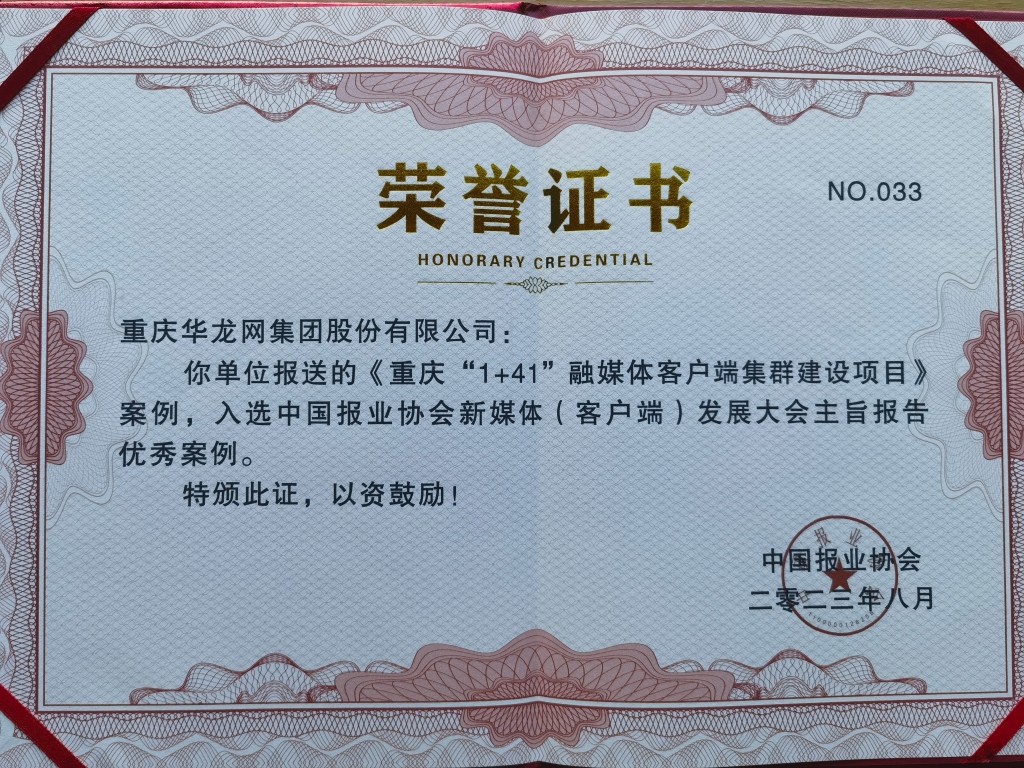 荣誉证书
NO.033
HONORARY CREDENTIAL
重庆华龙网集团股份有限公司：
你单位报送的《重庆“1+41”融媒体客户端集群建设项目》
案例，入选中国报业协会新媒体（客户端）发展大会主旨报告
优秀案例。
特颁此证，以资鼓励！
中国报业协会
二零二三年八月